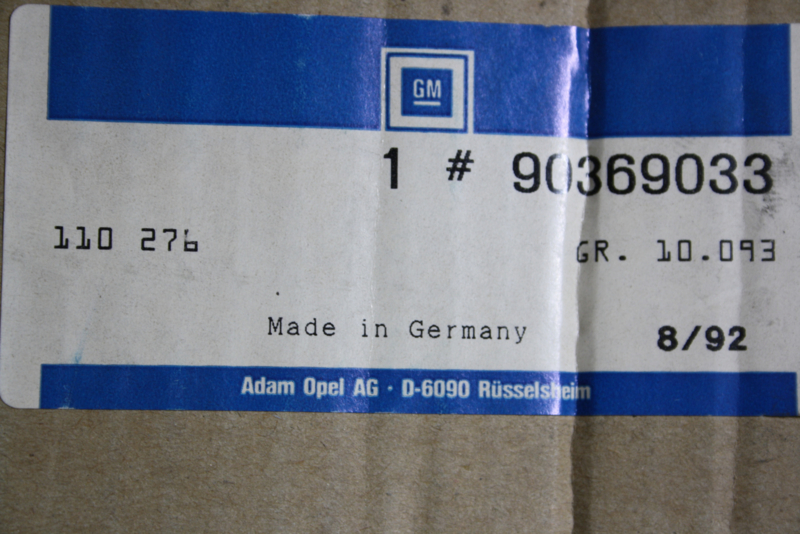 GM
1 # 90369033
110 276
GR. 10.093
Made in Germany
8/92
Adam Opel AG · D-6090 Rüsselsheim